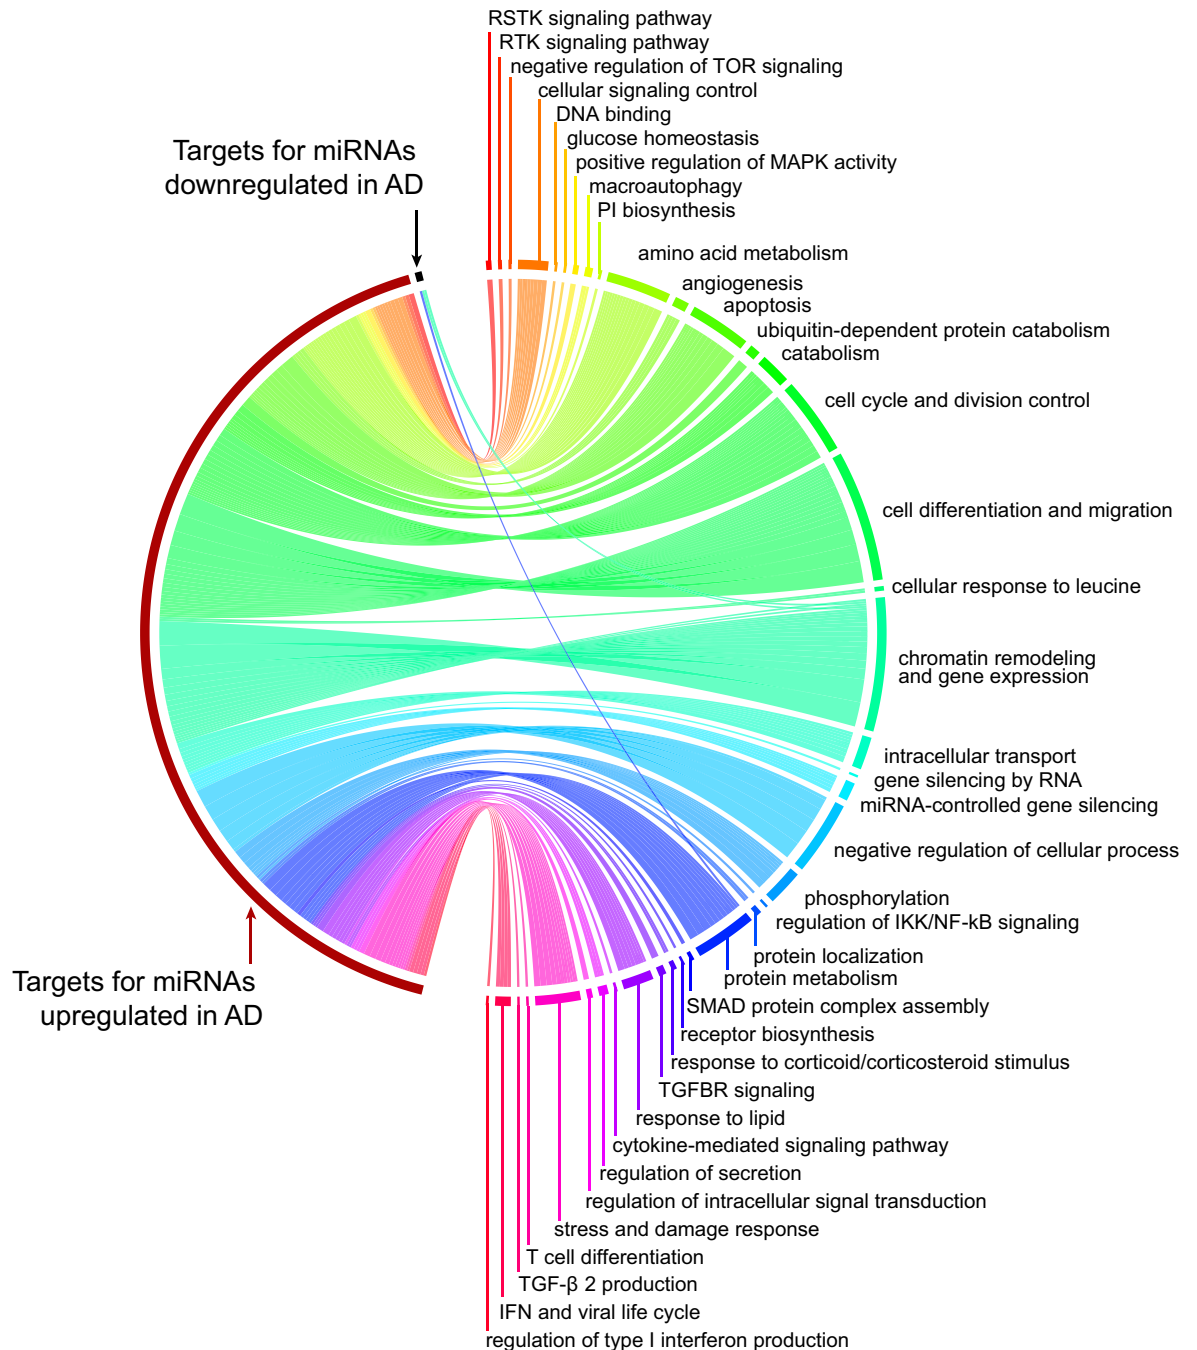 RSTK signaling pathway
RTK signaling pathway
negative regulation of TOR signaling
cellular signaling control
DNA binding
glucose homeostasis
positive regulation of MAPK activity
macroautophagy
PI biosynthesis
Targets for miRNAs
downregulated in AD
amino acid metabolism
angiogenesis
apoptosis
ubiquitin-dependent protein catabolism
catabolism
cell cycle and division control
cell differentiation and migration
cellular response to leucine
chromatin remodeling
and gene expression
intracellular transport
gene silencing by RNA
miRNA-controlled gene silencing
negative regulation of cellular process
phosphorylation
regulation of IKK/NF-kB signaling
protein localization
protein metabolism
Targets for miRNAs
upregulated in AD
SMAD protein complex assembly
receptor biosynthesis
response to corticoid/corticosteroid stimulus
TGFBR signaling
response to lipid
cytokine-mediated signaling pathway
regulation of secretion
regulation of intracellular signal transduction
stress and damage response
T cell differentiation
TGF-β 2 production
IFN and viral life cycle
regulation of type I interferon production